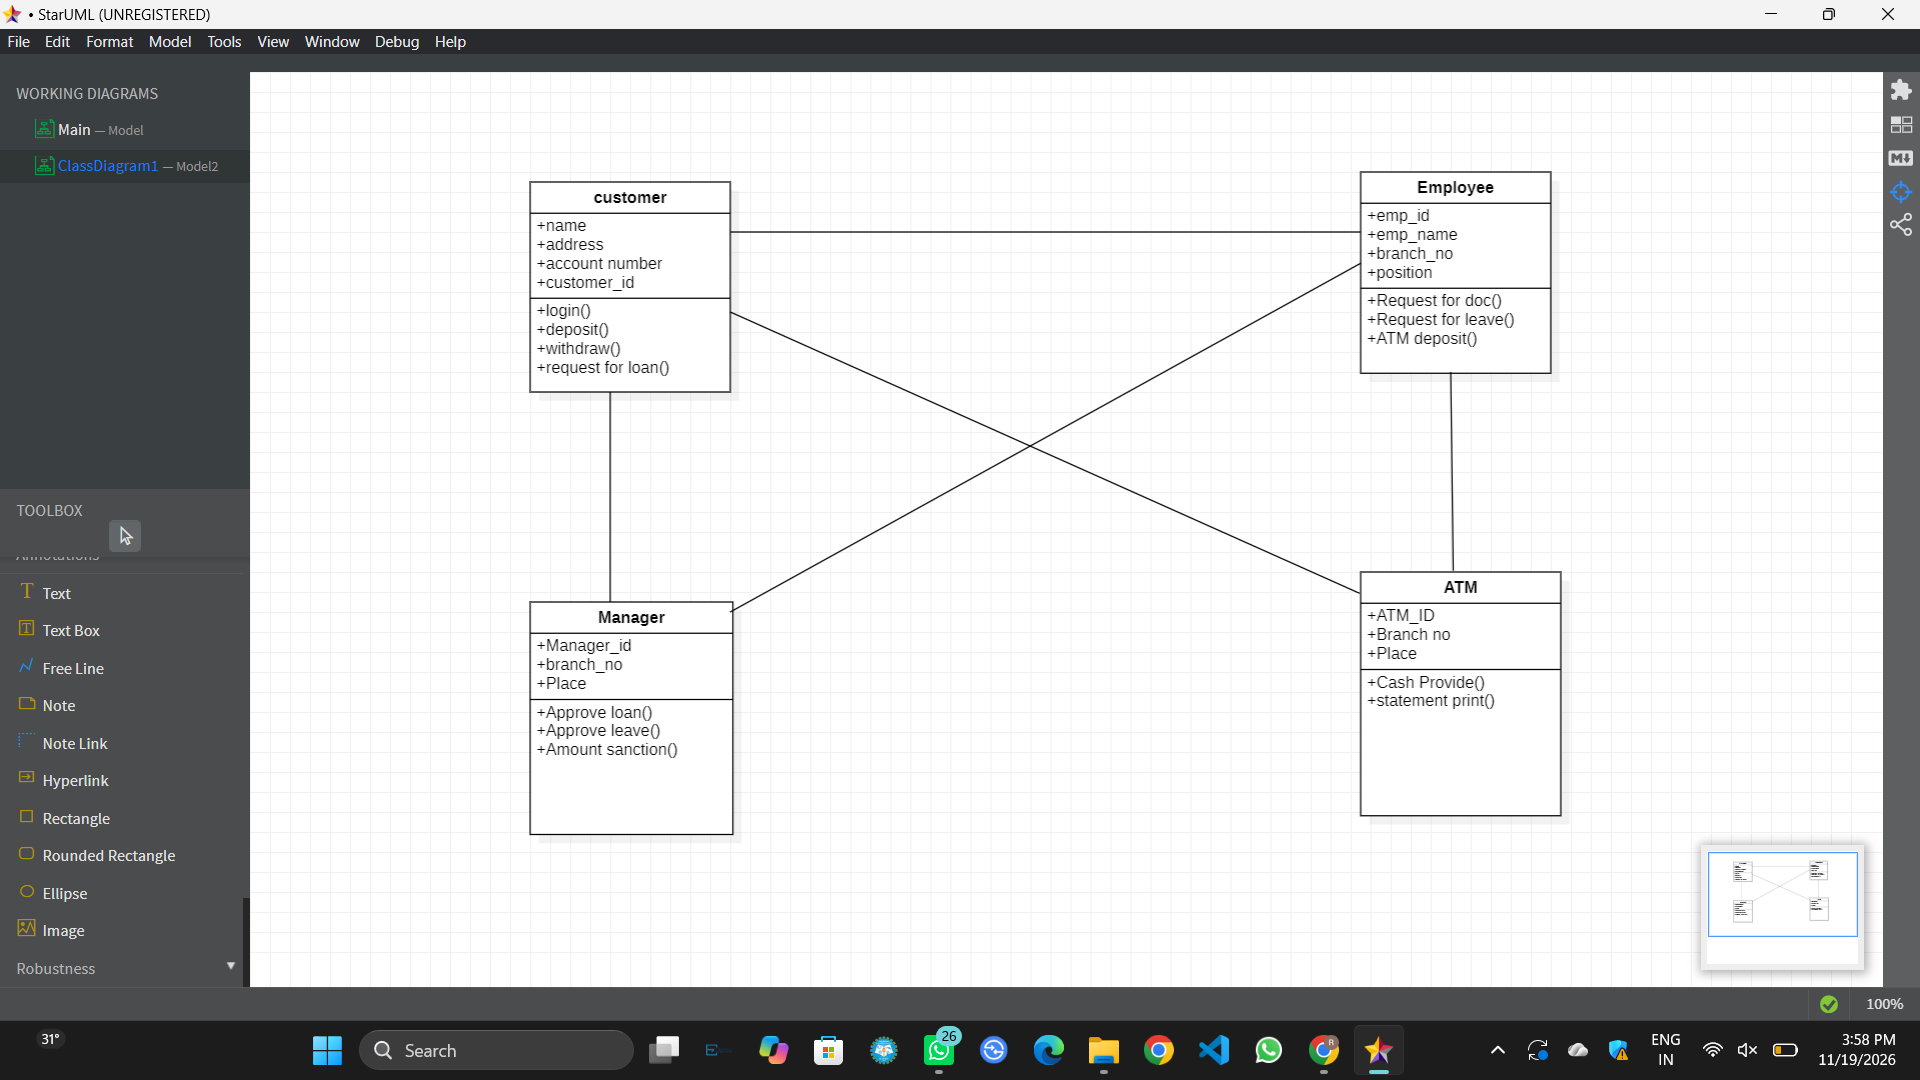 • StarUML (UNREGISTERED)
File Edit Format Model Tools View Window Debug Help
WORKING DIAGRAMS
Main — Model
ClassDiagram1 — Model2
customer
+name
+address
+account number
+customer_id
+login()
+deposit()
+withdraw()
+request for loan()
Employee
+emp_id
+emp_name
+branch_no
+position
+Request for doc()
+Request for leave()
+ATM deposit()
Manager
+Manager_id
+branch_no
+Place
+Approve loan()
+Approve leave()
+Amount sanction()
ATM
+ATM_ID
+Branch no
+Place
+Cash Provide()
+statement print()
TOOLBOX
Annotations
Text
Text Box
Free Line
Note
Note Link
Hyperlink
Rectangle
Rounded Rectangle
Ellipse
Image
Robustness
M
100%
31°
Search
26
R
ENG
IN
3:58 PM
11/19/2026